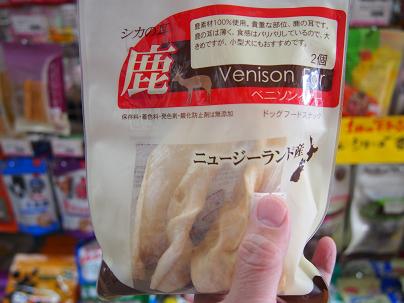 鹿素材100%使用。貴重な部位、鹿の耳です。
鹿の耳は薄く、食感はパリパリしているので、大
きめですが、小型犬にもおすすめです。
シカの
鹿
2個
Venison
ベニソン
保存料・着色料・発色剤・酸化防止剤は無添加
ドッグフードスナック
ニュージーランド産